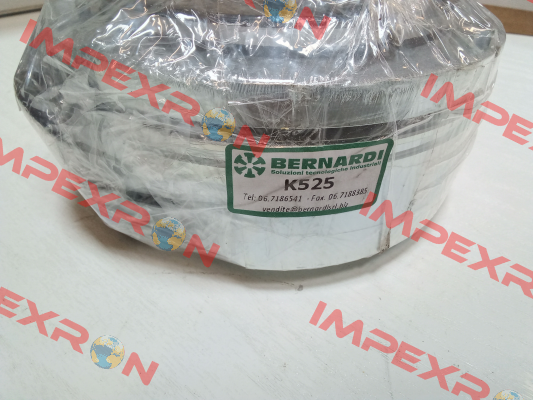 IMPEXRON
IMPEXRON
IMPEXRON
BERNARDI
Soluzioni tecnologiche industriali
K525
Tel. 06.7186541 - Fax. 06.7188385
IMPEXRON
IMPEXRON
IMPEXRON